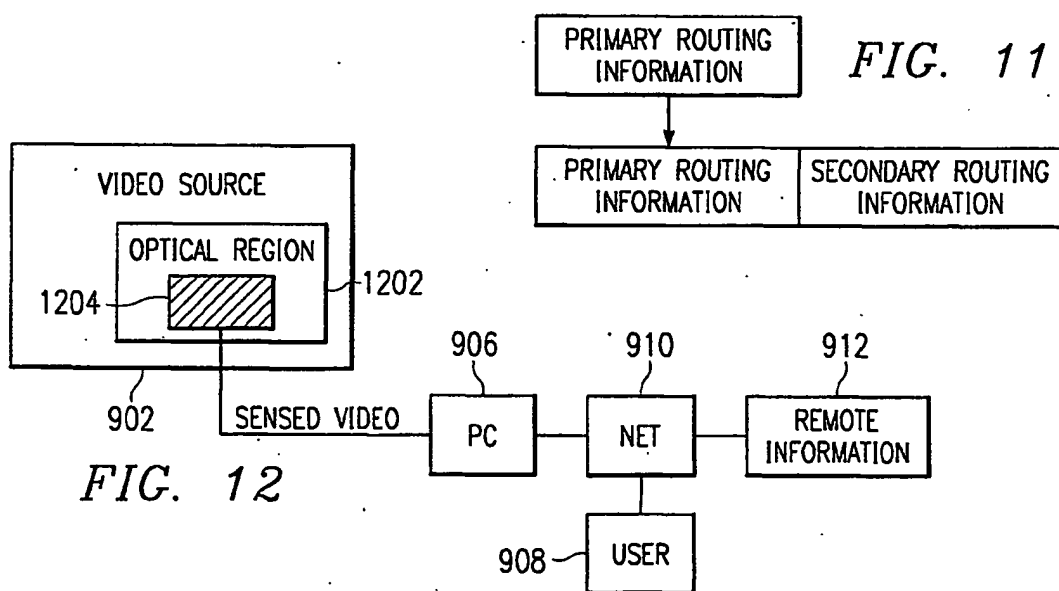 PRIMARY ROUTING
INFORMATION
FIG. 11
PRIMARY ROUTING
INFORMATION
SECONDARY ROUTING
INFORMATION
VIDEO SOURCE
OPTICAL REGION
1204
1202
902
SENSED VIDEO
906
PC
910
NET
912
REMOTE
INFORMATION
908
USER
FIG. 12